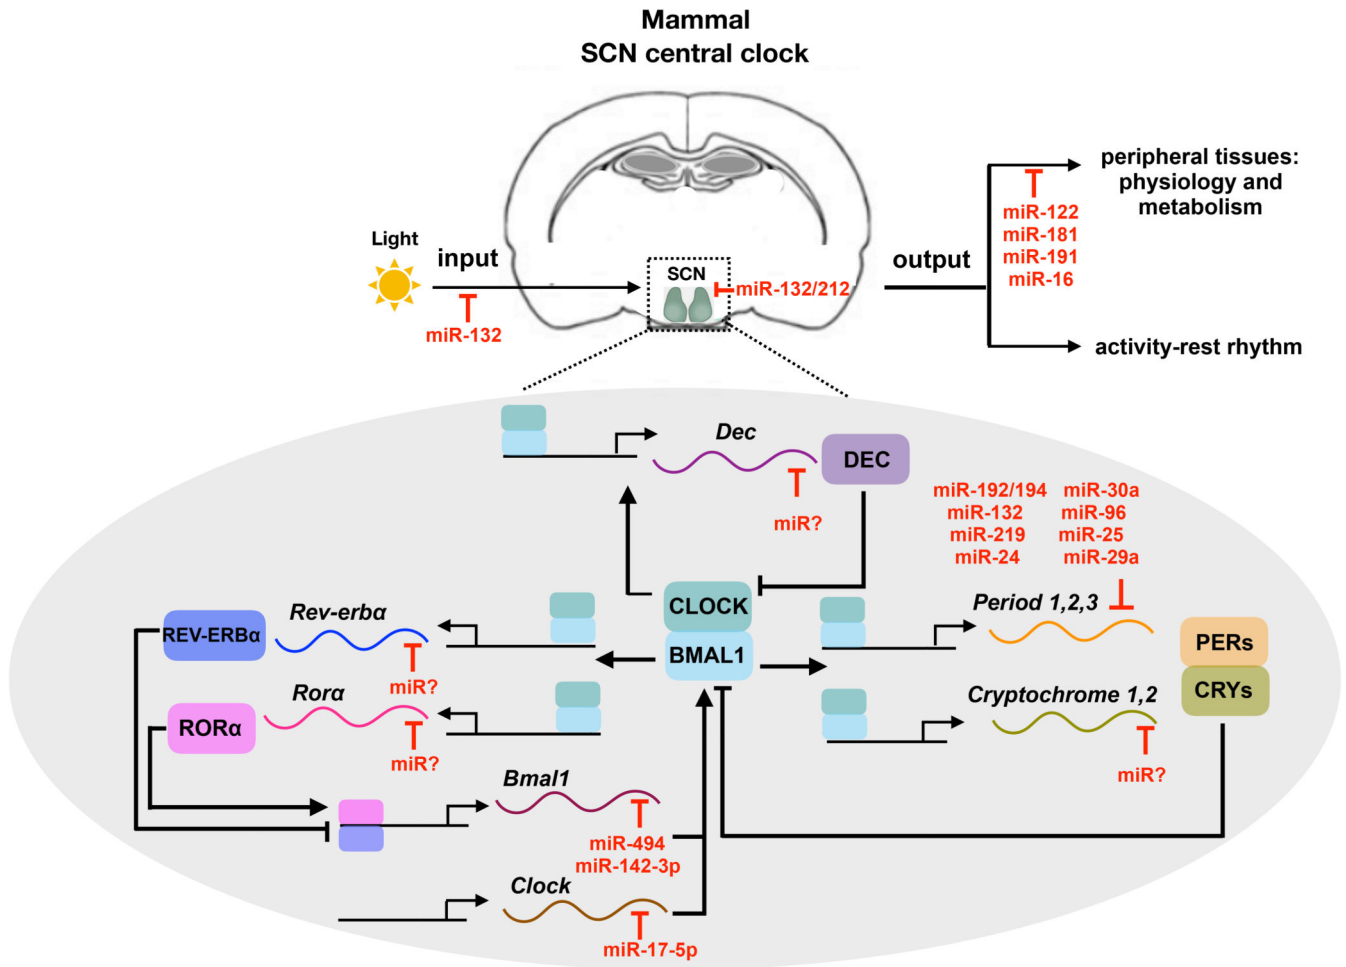 Mammal
SCN central clock
Light
input
miR-132
SCN
miR-132/212
output
peripheral tissues:
physiology and
metabolism
miR-122
miR-181
miR-191
miR-16
activity-rest rhythm
Dec
DEC
miR?
miR-192/194 miR-30a
miR-132 miR-96
miR-219 miR-25
miR-24 miR-29a
CLOCK
BMAL1
Period 1,2,3
PERs
CRYs
Cryptochrome 1,2
miR?
Rev-erbα
REV-ERBα
miR?
Rorα
RORα
miR?
Bmal1
miR-494
miR-142-3p
Clock
miR-17-5p